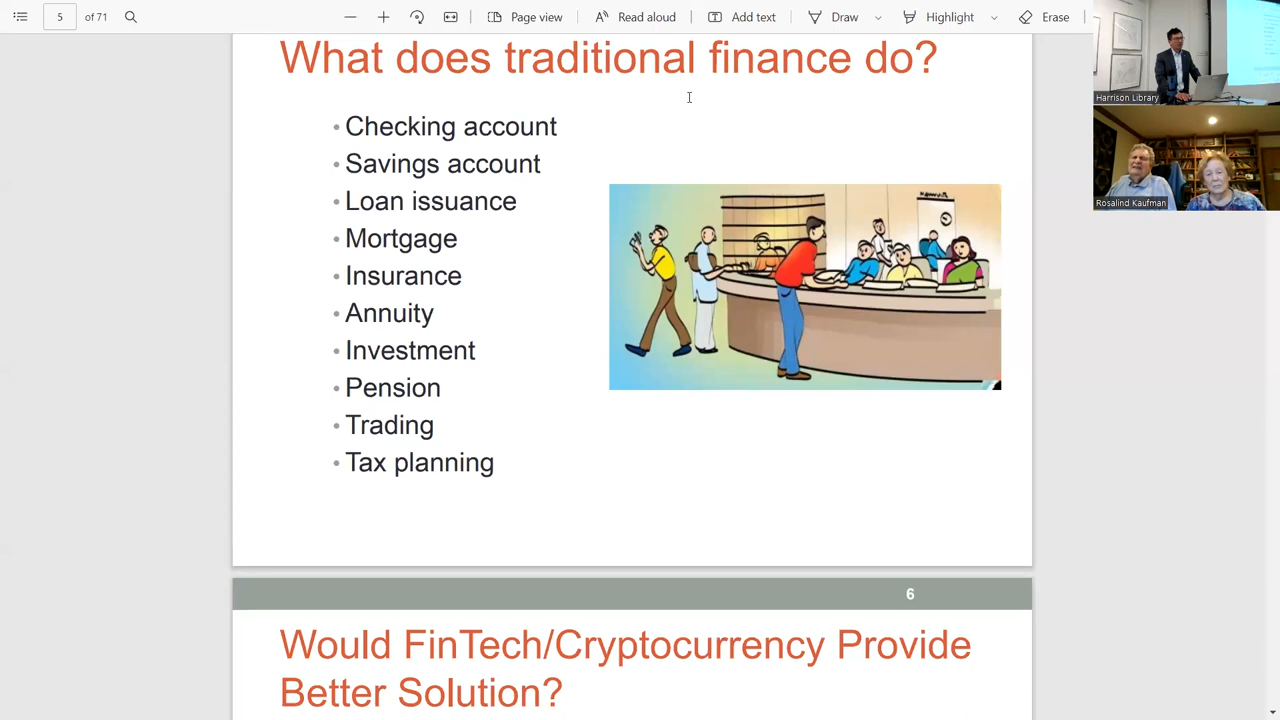 5 of 71
Page view
Read aloud
Add text
Draw
Highlight
Erase
What does traditional finance do?
• Checking account
• Savings account
• Loan issuance
• Mortgage
• Insurance
• Annuity
• Investment
• Pension
• Trading
• Tax planning
6
Would FinTech/Cryptocurrency Provide
Better Solution?
Harrison Library
Rosalind Kaufman